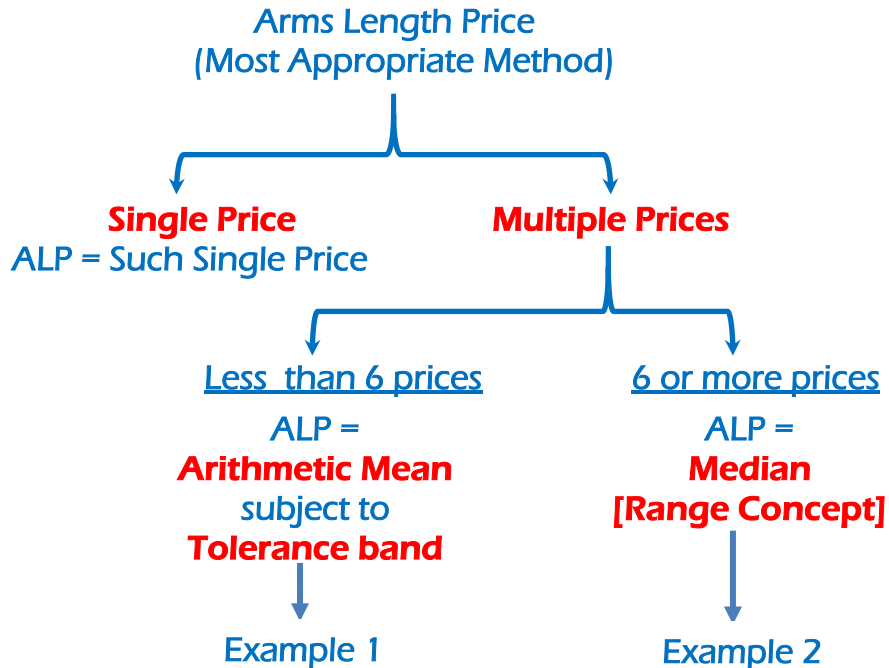 Arms Length Price
(Most Appropriate Method)
Single Price
ALP = Such Single Price
Multiple Prices
Less than 6 prices
ALP =
Arithmetic Mean
subject to
Tolerance band
Example 1
6 or more prices
ALP =
Median
[Range Concept]
Example 2